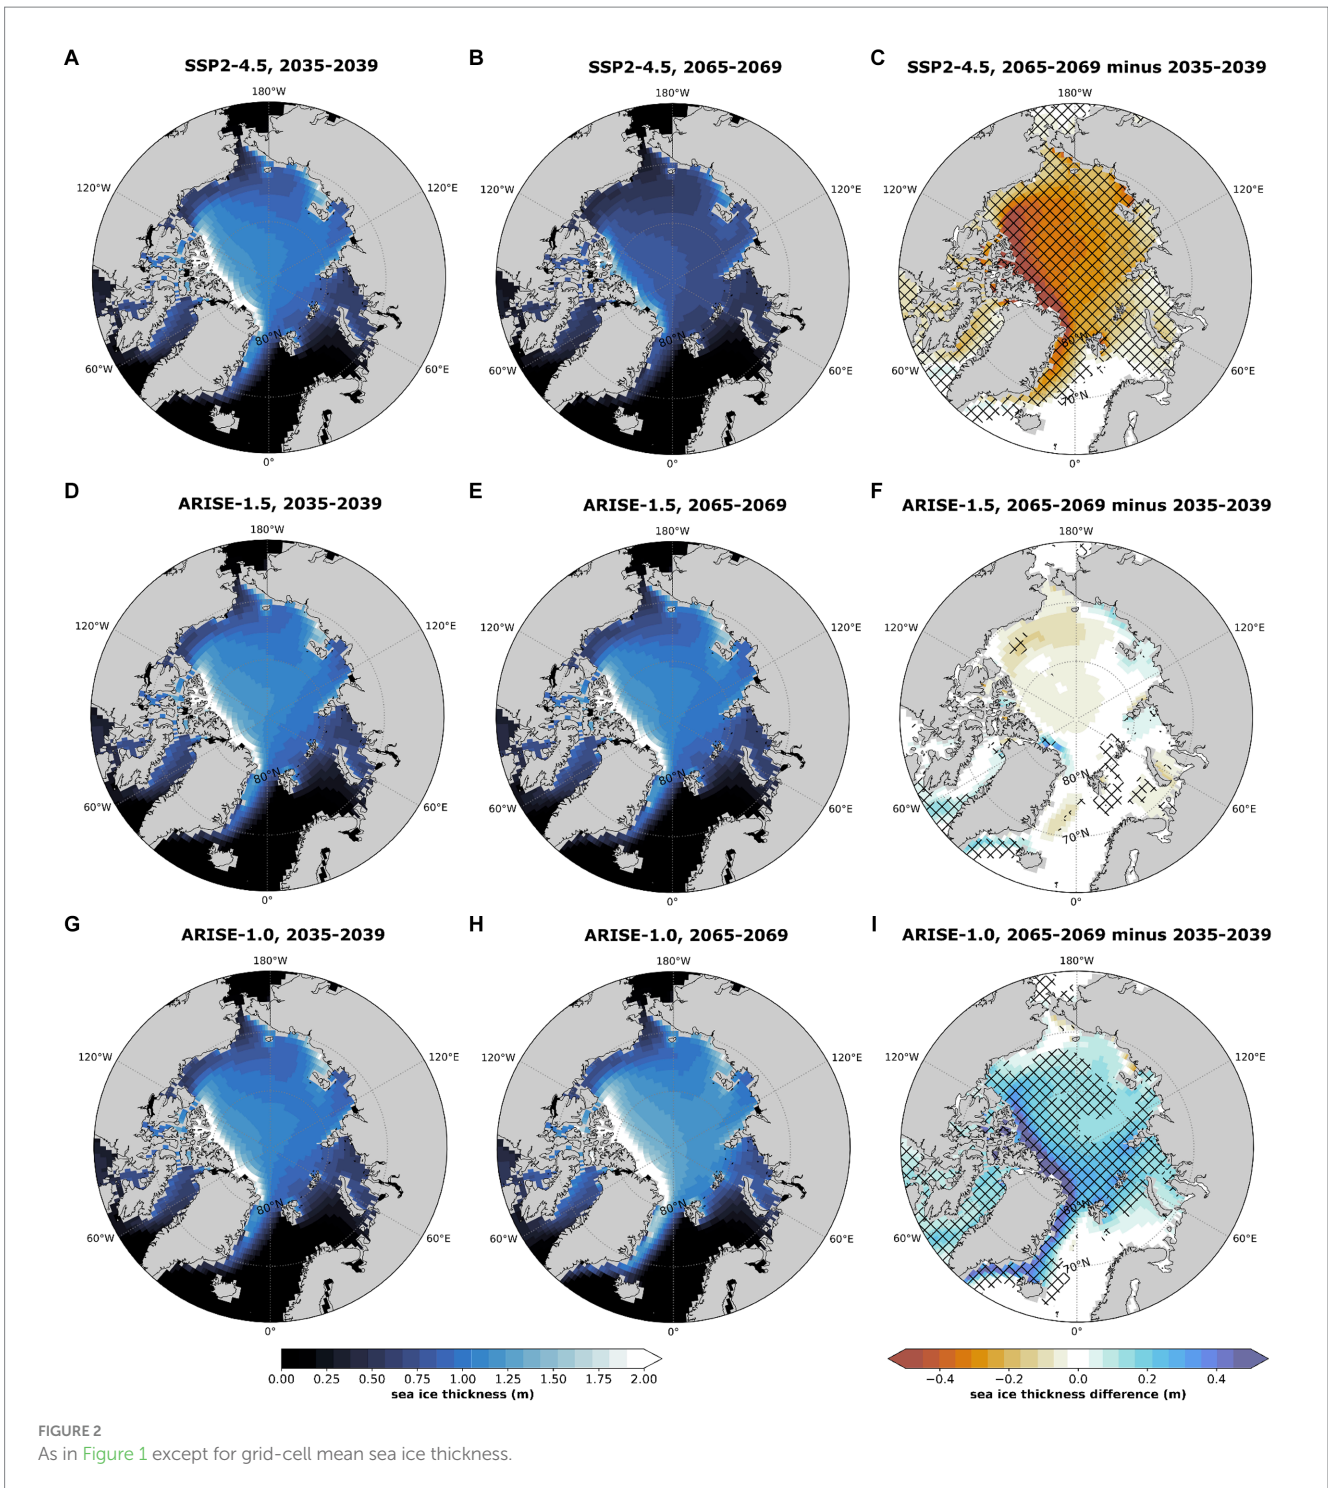 A
SSP2-4.5, 2035-2039
180°W
120°W
120°E
60°W
60°E
80°N
0°
B
SSP2-4.5, 2065-2069
180°W
120°W
120°E
60°W
60°E
80°N
0°
C
SSP2-4.5, 2065-2069 minus 2035-2039
180°W
120°W
120°E
60°W
60°E
80°N
70°N
0°
D
ARISE-1.5, 2035-2039
180°W
120°W
120°E
60°W
60°E
80°N
0°
E
ARISE-1.5, 2065-2069
180°W
120°W
120°E
60°W
60°E
80°N
0°
F
ARISE-1.5, 2065-2069 minus 2035-2039
180°W
120°W
120°E
60°W
60°E
80°N
70°N
0°
G
ARISE-1.0, 2035-2039
180°W
120°W
120°E
60°W
60°E
80°N
0°
H
ARISE-1.0, 2065-2069
180°W
120°W
120°E
60°W
60°E
80°N
0°
I
ARISE-1.0, 2065-2069 minus 2035-2039
180°W
120°W
120°E
60°W
60°E
80°N
70°N
0°
0.00 0.25 0.50 0.75 1.00 1.25 1.50 1.75 2.00
sea ice thickness (m)
−0.4 −0.2 0.0 0.2 0.4
sea ice thickness difference (m)
FIGURE 2
As in Figure 1 except for grid-cell mean sea ice thickness.